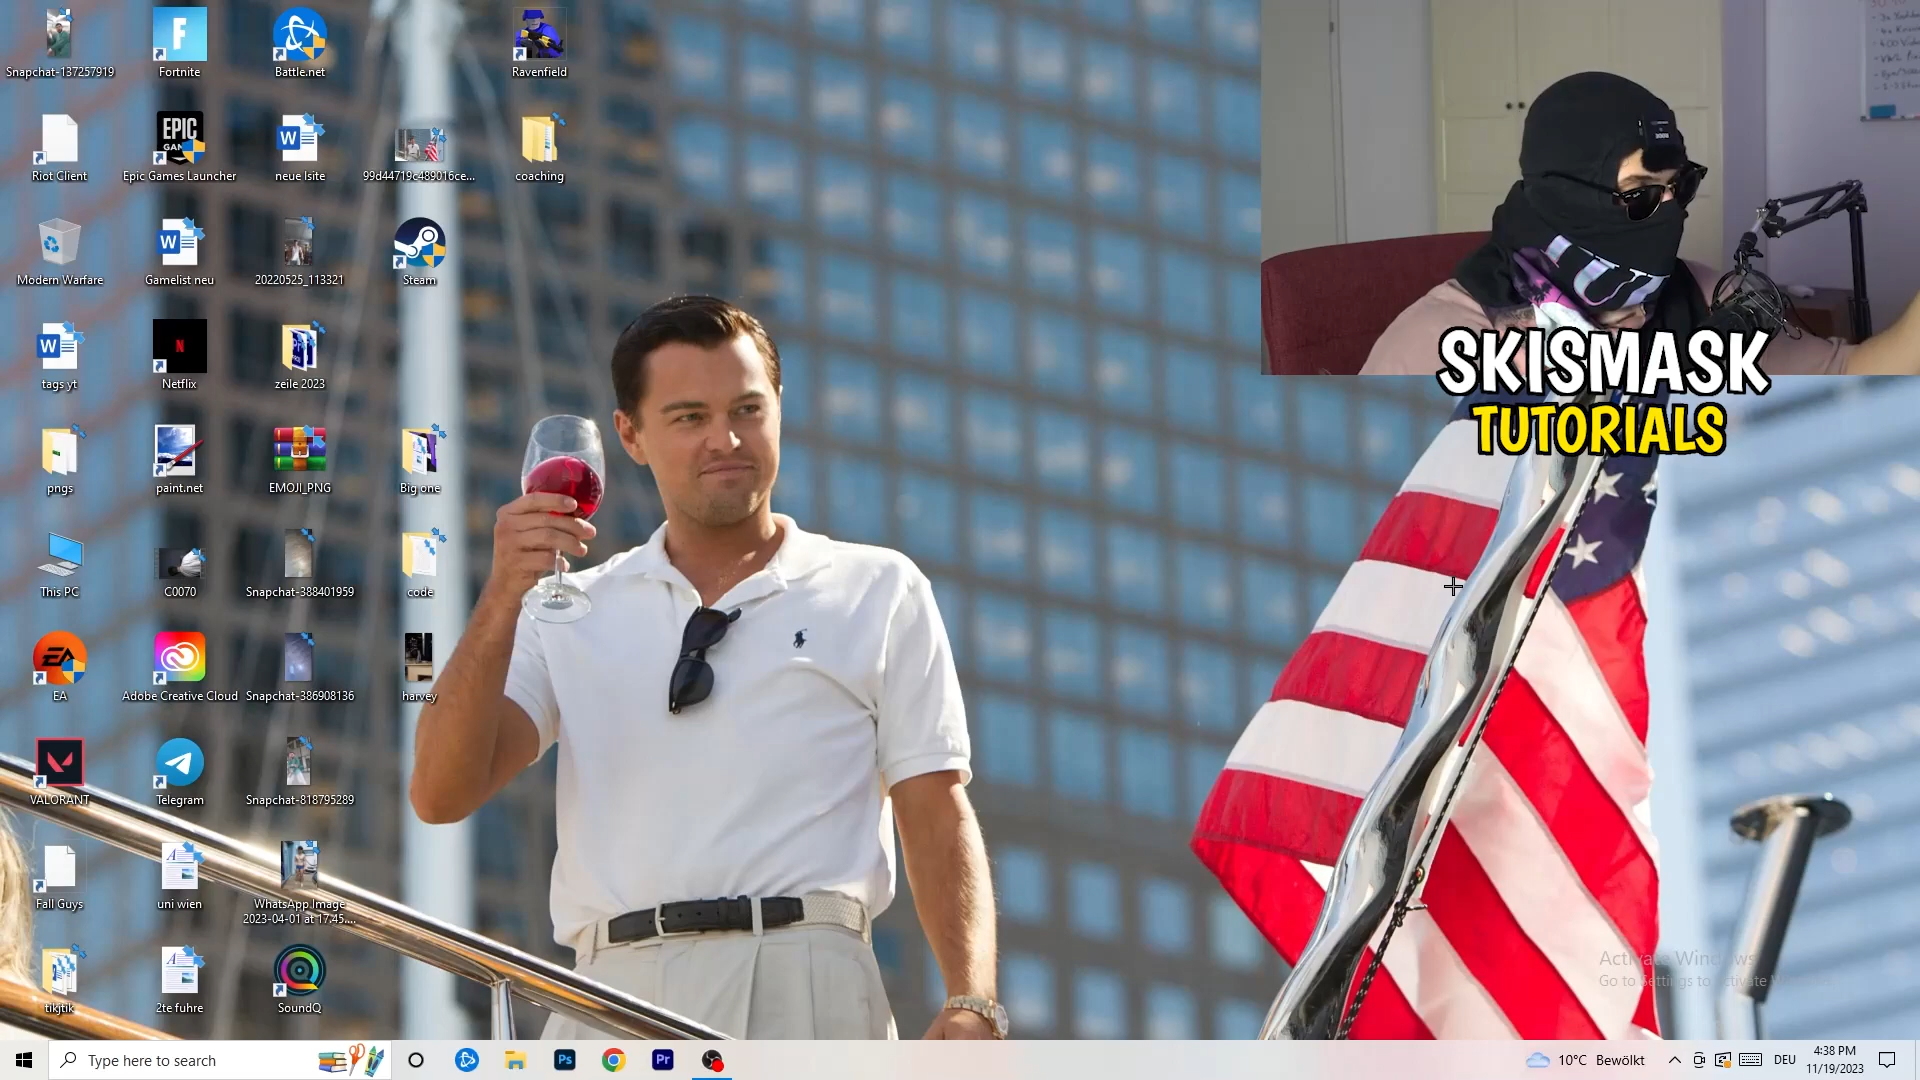 Snapchat-137257919
Fortnite
Battle.net
Ravenfield
EPIC
GAN
Riot Client
Epic Games Launcher
neue lsite
99d44719c489016ce...
coaching
Modern Warfare
Gamelist neu
20220525_113321
Steam
tags yt
Netflix
zeile 2023
pngs
paint.net
EMOJI_PNG
Big one
This PC
C0070
Snapchat-388401959
code
EA
Adobe Creative Cloud
Snapchat-386908136
harvey
VALORANT
Telegram
Snapchat-818795289
Fall Guys
uni wien
WhatsApp Image
2023-04-01 at 17.45....
tikjtik
2te fuhre
SoundQ
SKISMASK
TUTORIALS
Activate Windows
Go to Settings to activate W
Type here to search
Ps
Pr
10°C Bewölkt
DEU
4:38 PM
11/19/2023